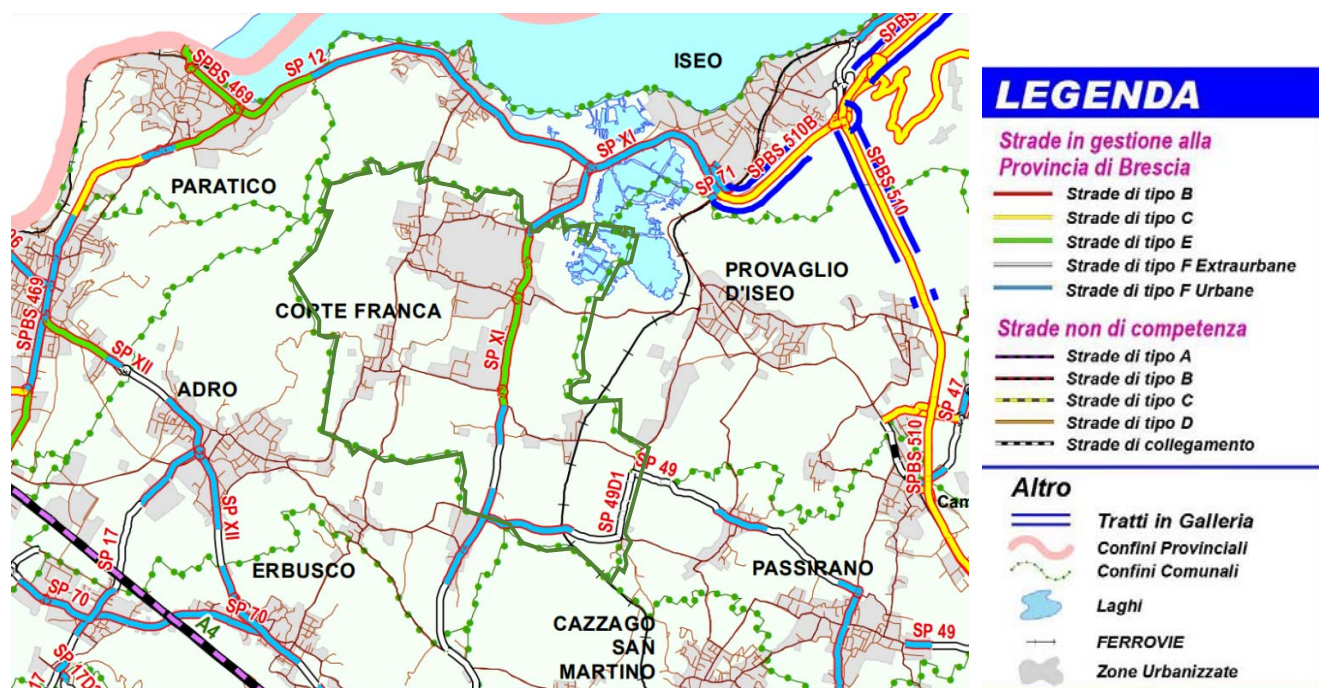 SPBS
ISEO
SP 12
SPBS 469
SP XI
SP 71
SPBS 510B
SPBS 510
PARATICO
PROVAGLIO
D'ISEO
CORTE FRANCA
SPBS 469
SP XII
SP XI
ADRO
SP 47
SPBS 510
SP 49
SP 49D1
Cam
SP XII
SP 17
ERBUSCO
PASSIRANO
SP 70
SP 70
A4
CAZZAGO
SAN
MARTINO
SP 49
SP 17D
17
LEGENDA
Strade in gestione alla
Provincia di Brescia
Strade di tipo B
Strade di tipo C
Strade di tipo E
Strade di tipo F Extraurbane
Strade di tipo F Urbane
Strade non di competenza
Strade di tipo A
Strade di tipo B
Strade di tipo C
Strade di tipo D
Strade di collegamento
Altro
Tratti in Galleria
Confini Provinciali
Confini Comunali
Laghi
FERROVIE
Zone Urbanizzate